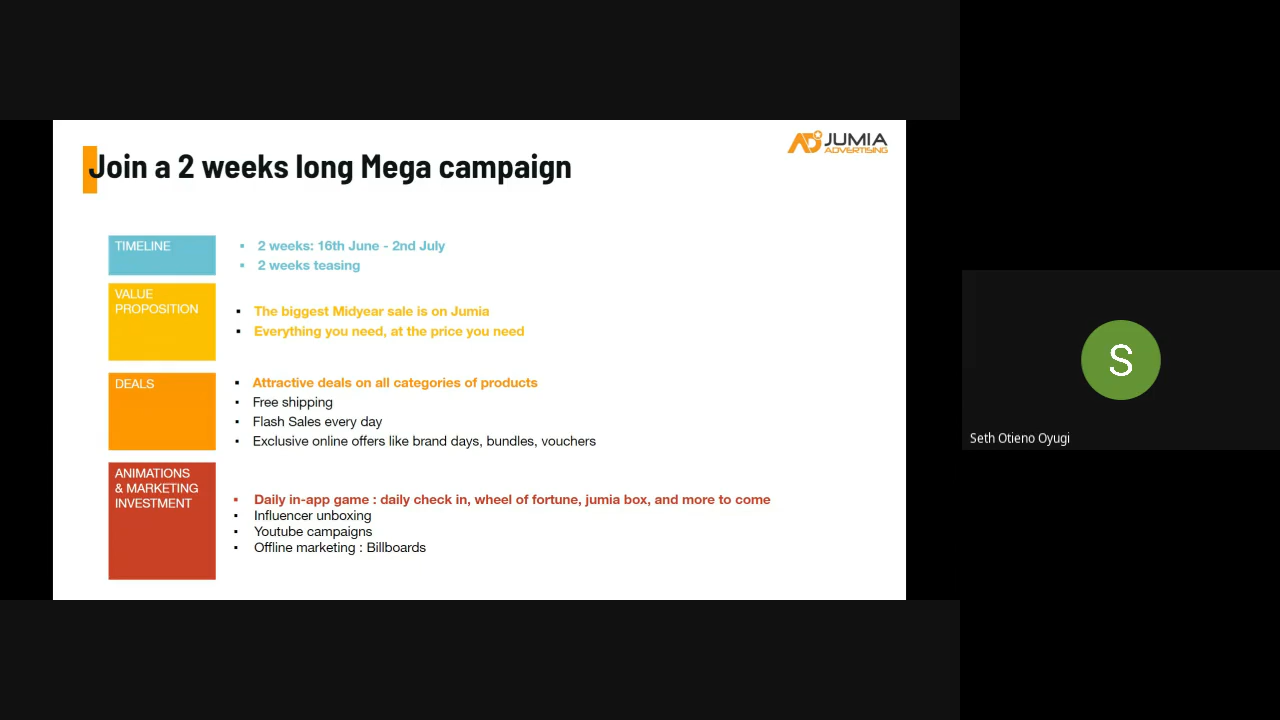 JUMIA
ADVERTISING
Join a 2 weeks long Mega campaign
TIMELINE
▪ 2 weeks: 16th June - 2nd July
▪ 2 weeks teasing
VALUE
PROPOSITION
▪ The biggest Midyear sale is on Jumia
▪ Everything you need, at the price you need
DEALS
▪ Attractive deals on all categories of products
▪ Free shipping
▪ Flash Sales every day
▪ Exclusive online offers like brand days, bundles, vouchers
ANIMATIONS
& MARKETING
INVESTMENT
▪ Daily in-app game : daily check in, wheel of fortune, jumia box, and more to come
▪ Influencer unboxing
▪ Youtube campaigns
▪ Offline marketing : Billboards
S
Seth Otieno Oyugi